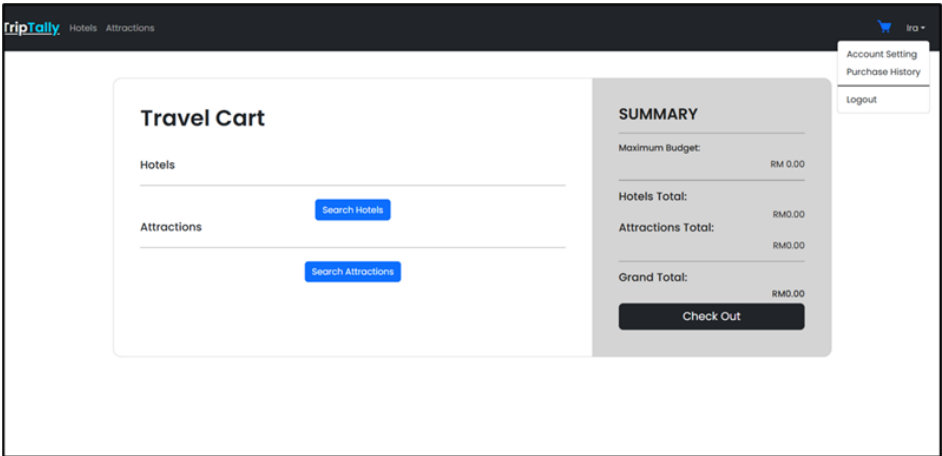 TripTally Hotels Attractions Ira
Account Setting
Purchase History
Logout
Travel Cart
Hotels
Search Hotels
Attractions
Search Attractions
SUMMARY
Maximum Budget:
RM 0.00
Hotels Total:
RM0.00
Attractions Total:
RM0.00
Grand Total:
RM0.00
Check Out